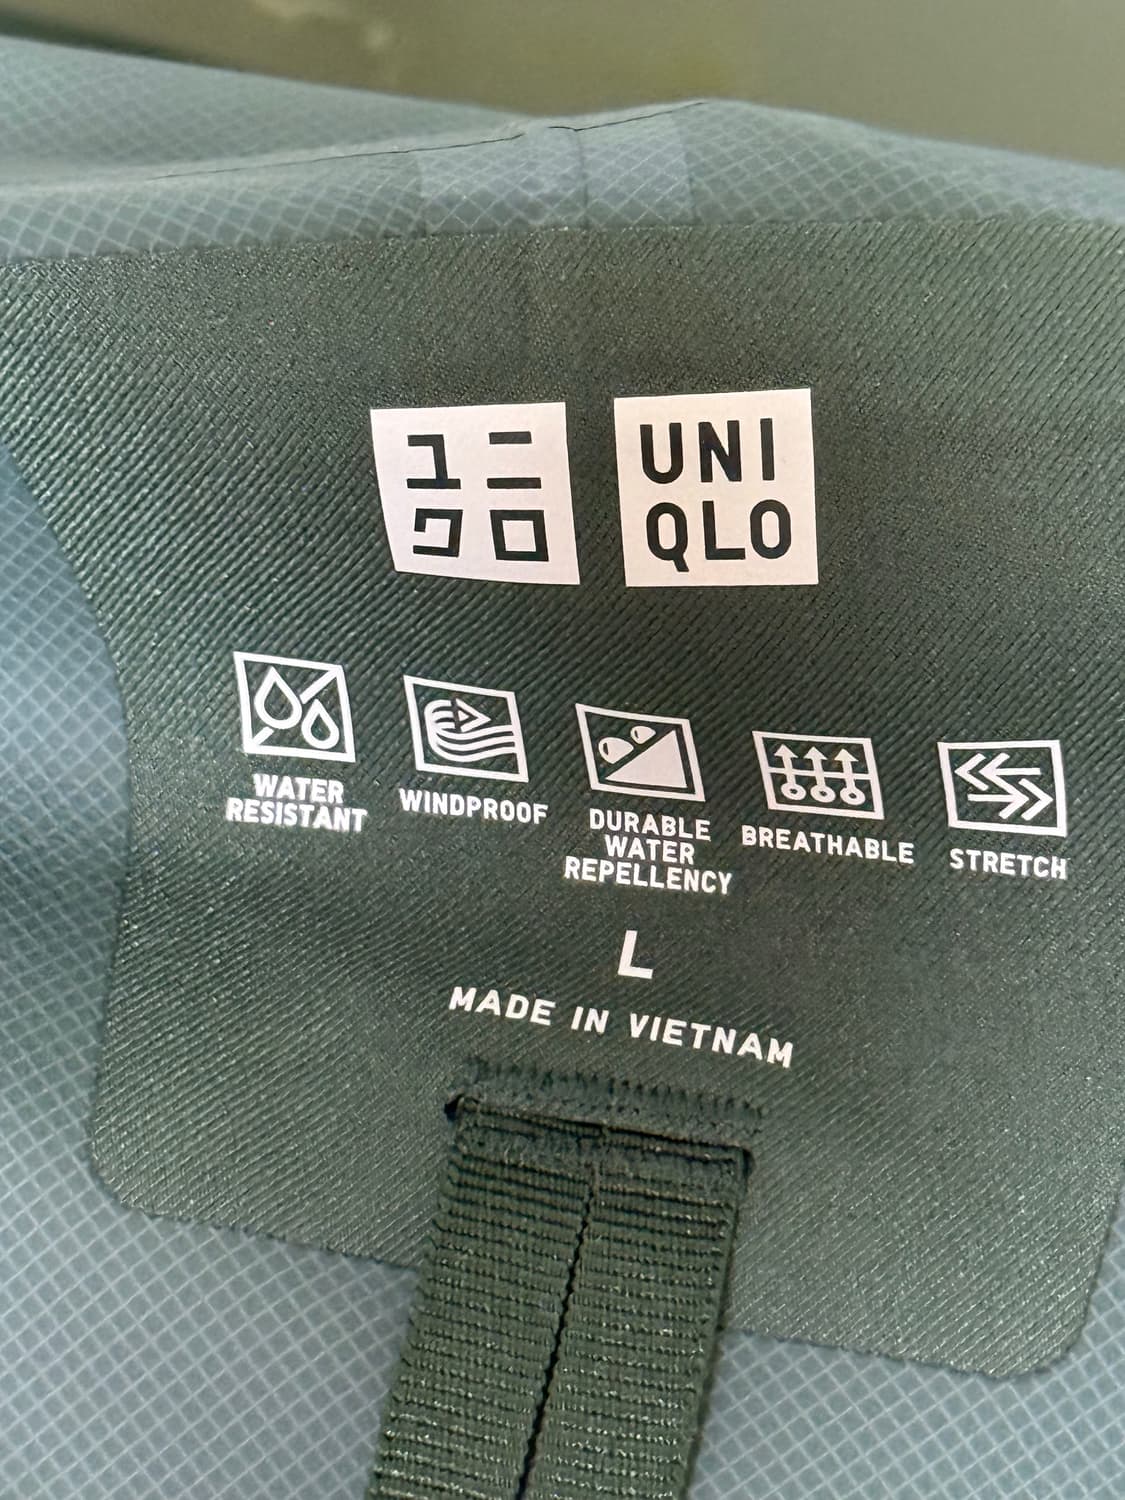 ユニ
クロ
UNI
QLO
WATER
RESISTANT
WINDPROOF
DURABLE
WATER
REPELLENCY
BREATHABLE
STRETCH
L
MADE IN VIETNAM